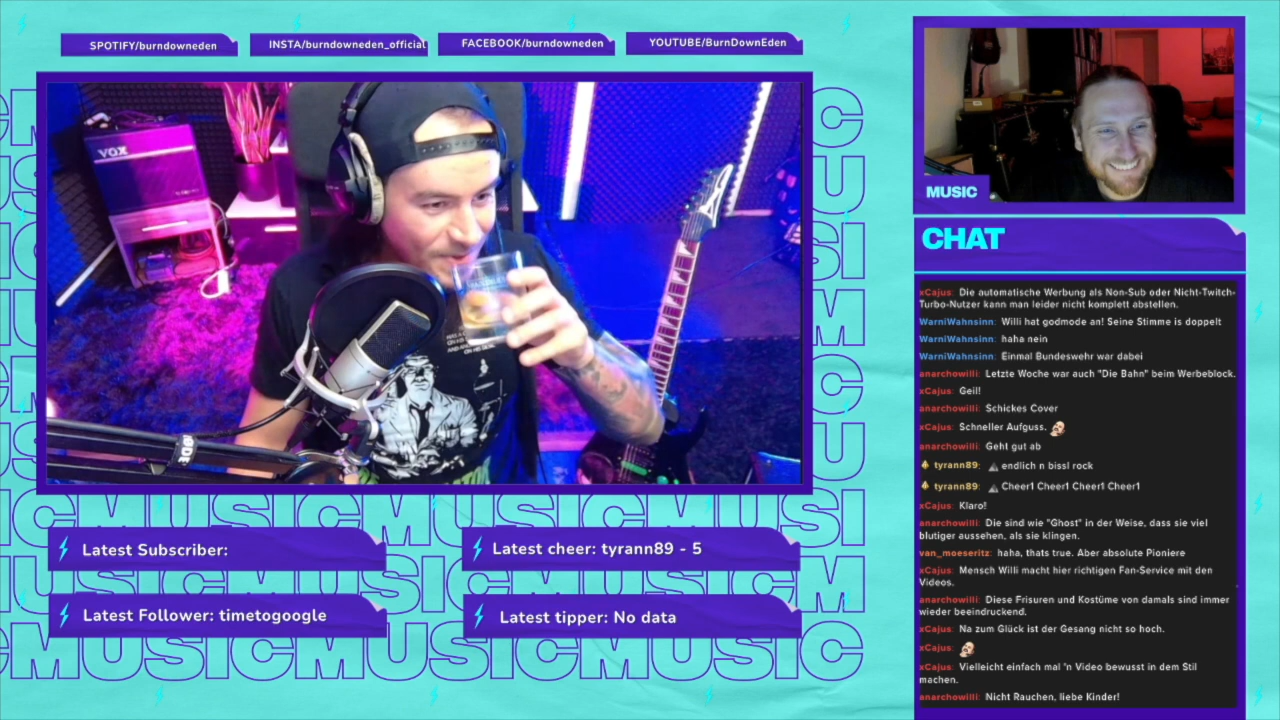 SPOTIFY/burndowneden
INSTA/burndowneden_official
FACEBOOK/burndowneden
YOUTUBE/BurnDownEden
VOX
MUSIC
CHAT
xCajus: Die automatische Werbung als Non-Sub oder Nicht-Twitch-
Turbo-Nutzer kann man leider nicht komplett abstellen.
WarniWahnsinn: Willi hat godmode an! Seine Stimme is doppelt
WarniWahnsinn: haha nein
WarniWahnsinn: Einmal Bundeswehr war dabei
anarchowilli: Letzte Woche war auch "Die Bahn" beim Werbeblock.
xCajus: Geil!
anarchowilli: Schickes Cover
xCajus: Schneller Aufguss.
anarchowilli: Geht gut ab
tyrann89: endlich n bissl rock
tyrann89: Cheer1 Cheer1 Cheer1 Cheer1
xCajus: Klaro!
anarchowilli: Die sind wie "Ghost" in der Weise, dass sie viel
blutiger aussehen, als sie klingen.
van_moeseritz: haha, thats true. Aber absolute Pioniere
xCajus: Mensch Willi macht hier richtigen Fan-Service mit den
Videos.
anarchowilli: Diese Frisuren und Kostüme von damals sind immer
wieder beeindruckend.
xCajus: Na zum Glück ist der Gesang nicht so hoch.
xCajus:
xCajus: Vielleicht einfach mal 'n Video bewusst in dem Stil
machen.
anarchowilli: Nicht Rauchen, liebe Kinder!
MUSICMUSICMUSICMUSIC
Latest Subscriber:
Latest cheer: tyrann89 - 5
Latest Follower: timetogoogle
Latest tipper: No data
MUSICMUSICMUSICMUSIC